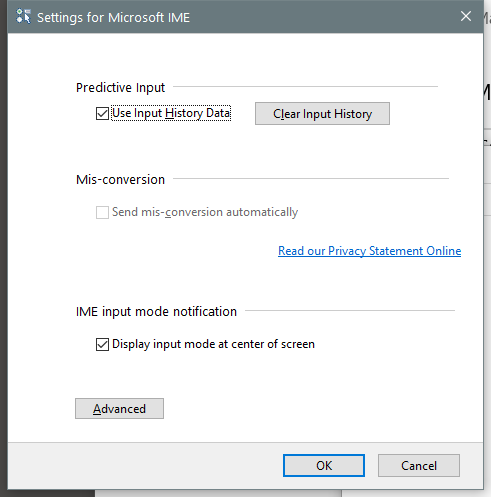 Settings for Microsoft IME
Predictive Input
Use Input History Data
Clear Input History
Mis-conversion
Send mis-conversion automatically
Read our Privacy Statement Online
IME input mode notification
Display input mode at center of screen
Advanced
OK
Cancel